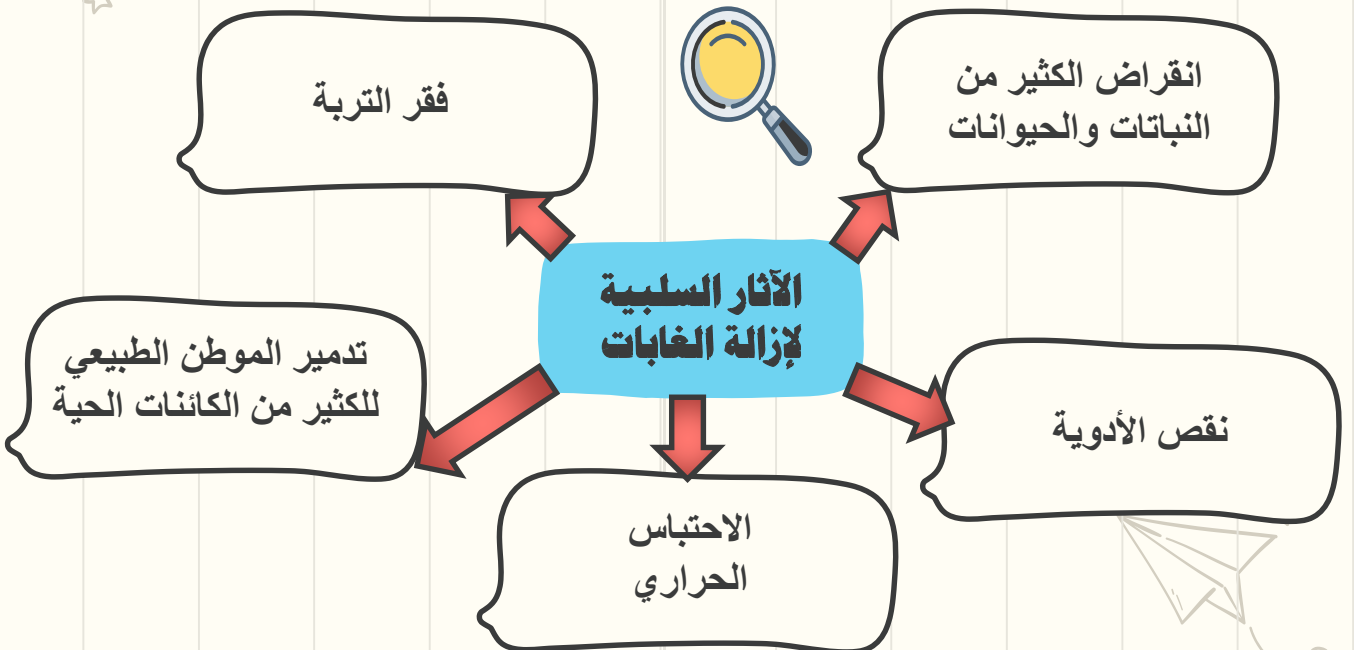 انقراض الكثير من
النباتات والحيوانات
فقر التربة
الآثار السلبية
لإزالة الغابات
تدمير الموطن الطبيعي
للكثير من الكائنات الحية
نقص الأدوية
الاحتباس
الحراري